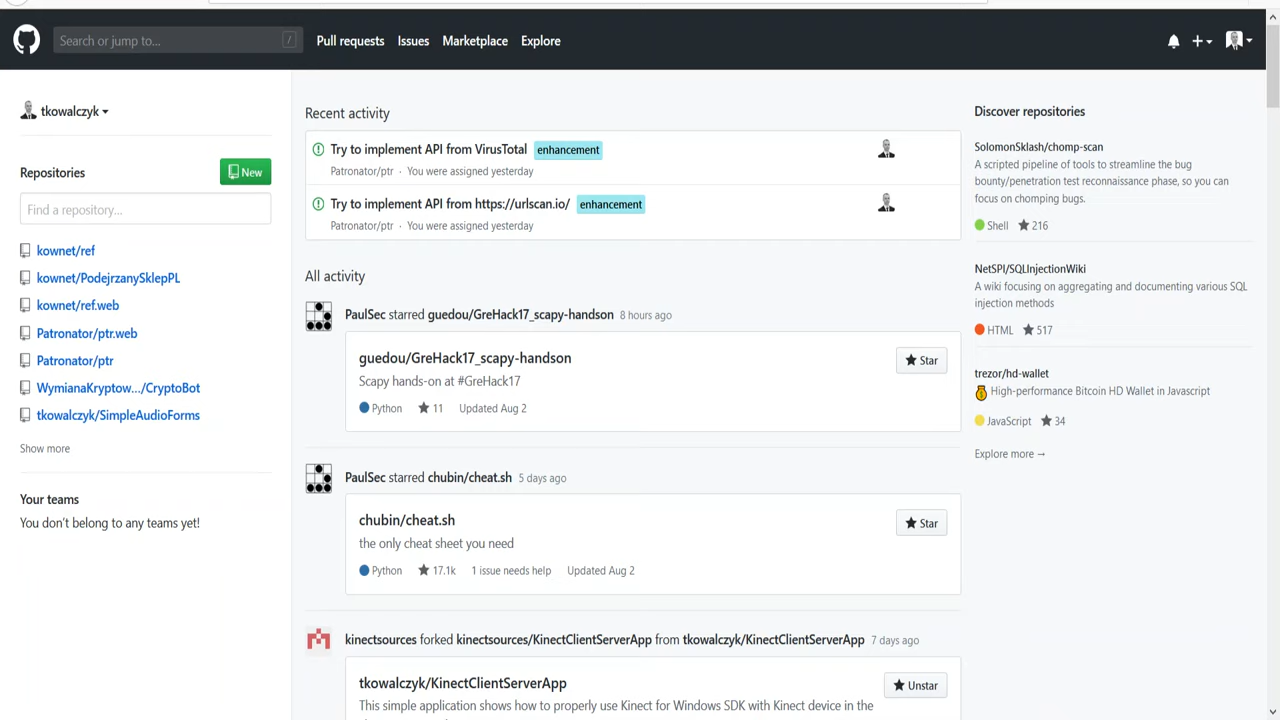 Search or jump to...
/
Pull requests
Issues
Marketplace
Explore
tkowalczyk
Repositories
New
Find a repository...
kownet/ref
kownet/PodejrzanySklepPL
kownet/ref.web
Patronator/ptr.web
Patronator/ptr
WymianaKryptow.../CryptoBot
tkowalczyk/SimpleAudioForms
Show more
Your teams
You don't belong to any teams yet!
Recent activity
Try to implement API from VirusTotal enhancement
Patronator/ptr · You were assigned yesterday
Try to implement API from https://urlscan.io/ enhancement
Patronator/ptr · You were assigned yesterday
All activity
PaulSec starred guedou/GreHack17_scapy-handson 8 hours ago
guedou/GreHack17_scapy-handson
Star
Scapy hands-on at #GreHack17
Python 11 Updated Aug 2
PaulSec starred chubin/cheat.sh 5 days ago
chubin/cheat.sh
Star
the only cheat sheet you need
Python 17.1k 1 issue needs help Updated Aug 2
kinectsources forked kinectsources/KinectClientServerApp from tkowalczyk/KinectClientServerApp 7 days ago
tkowalczyk/KinectClientServerApp
Unstar
This simple application shows how to properly use Kinect for Windows SDK with Kinect device in the
Discover repositories
SolomonSklash/chomp-scan
A scripted pipeline of tools to streamline the bug
bounty/penetration test reconnaissance phase, so you can
focus on chomping bugs.
Shell 216
NetSPI/SQLInjectionWiki
A wiki focusing on aggregating and documenting various SQL
injection methods
HTML 517
trezor/hd-wallet
High-performance Bitcoin HD Wallet in Javascript
JavaScript 34
Explore more →